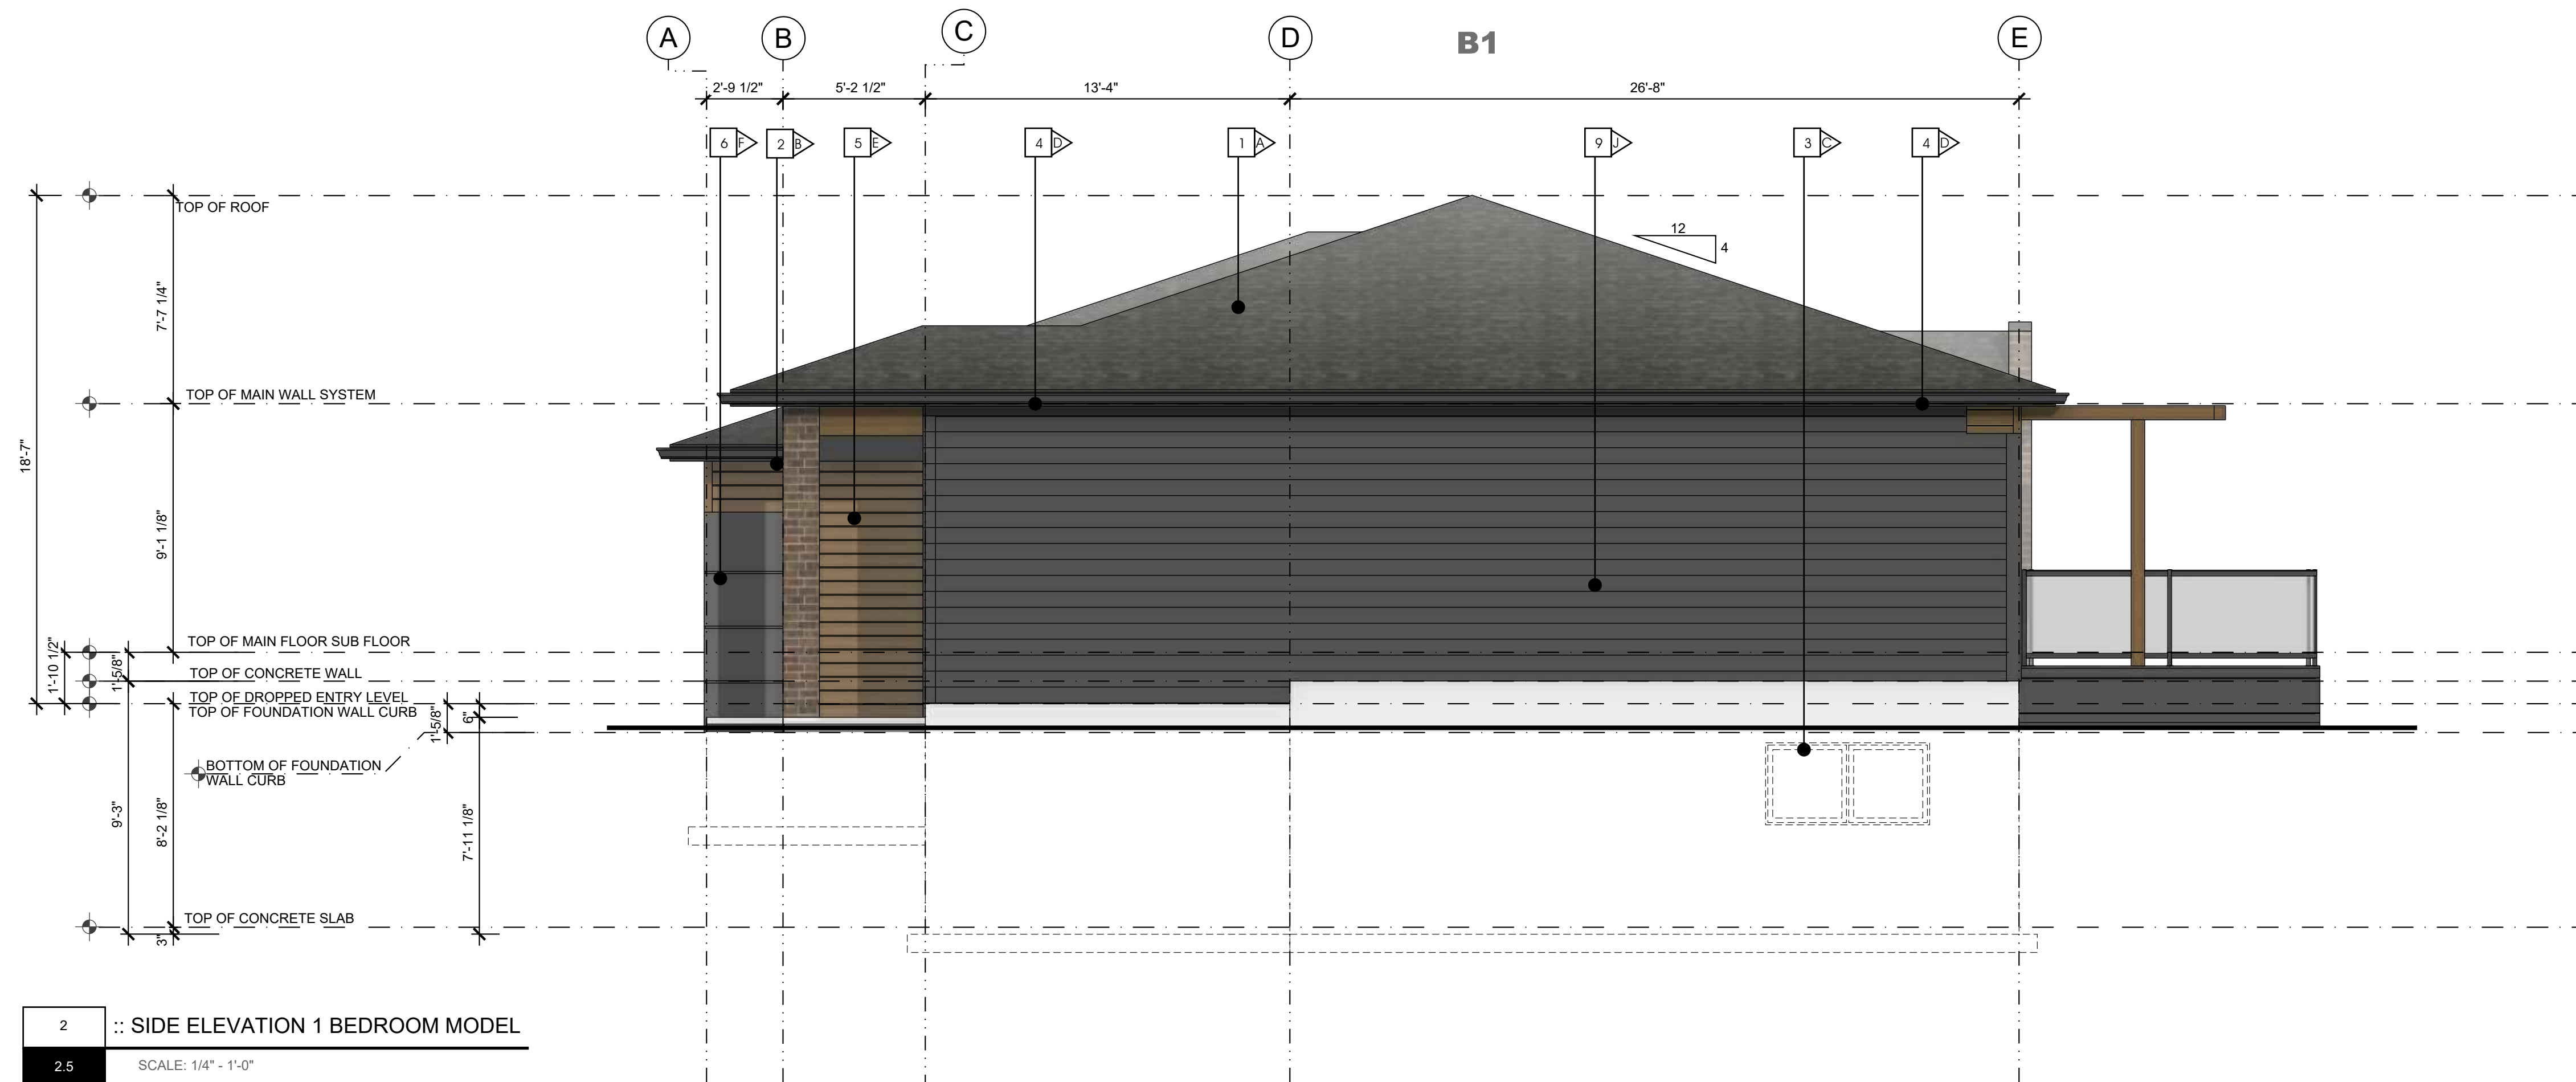 A
B
C
D
B1
E
2'-9 1/2"
5'-2 1/2"
13'-4"
26'-8"
6 F
2 B
5 E
4 D
1 A
9 J
3 C
4 D
TOP OF ROOF
12
4
7'-7 1/4"
TOP OF MAIN WALL SYSTEM
18'-7"
9'-1 1/8"
TOP OF MAIN FLOOR SUB FLOOR
1'-10 1/2"
1'-5/8"
TOP OF CONCRETE WALL
TOP OF DROPPED ENTRY LEVEL
TOP OF FOUNDATION WALL CURB
1'-5/8"
6"
BOTTOM OF FOUNDATION
WALL CURB
9'-3"
8'-2 1/8"
7'-11 1/8"
TOP OF CONCRETE SLAB
3"
2
:: SIDE ELEVATION 1 BEDROOM MODEL
2.5
SCALE: 1/4" - 1'-0"